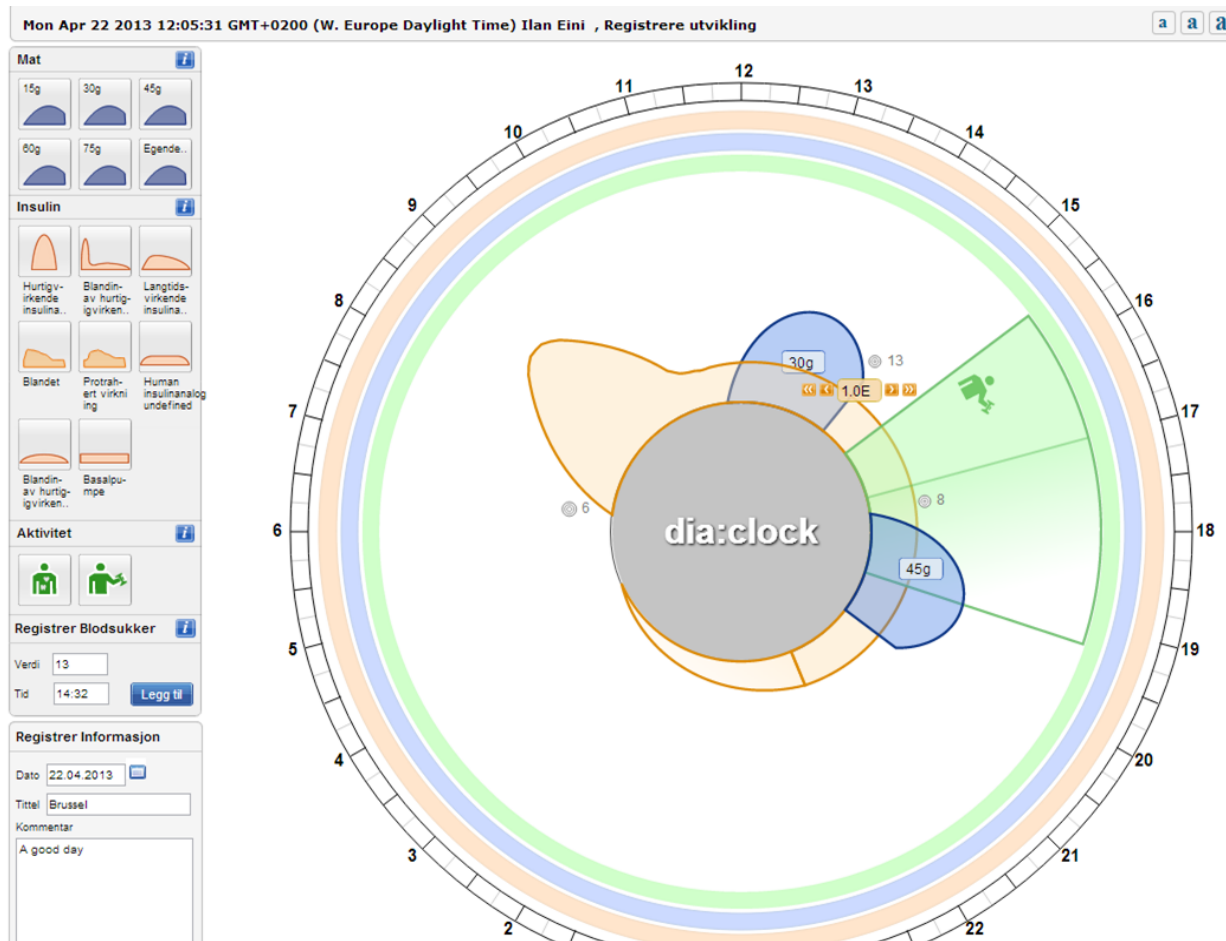 Mon Apr 22 2013 12:05:31 GMT+0200 (W. Europe Daylight Time) Ilan Eini , Registrere utvikling
a a a
Mat
15g 30g 45g
60g 75g Egende..
Insulin
Hurtigv-
irkende
insulina..
Blandin-
av hurtig-
igvirken..
Langtids-
virkende
insulina..
Blandet
Protrah-
ert virkni
ing
Human
insulinanalog
undefined
Blandin-
av hurtig-
igvirken..
Basalpu-
mpe
Aktivitet
Registrer Blodsukker
Verdi 13
Tid 14:32 Legg til
Registrer Informasjon
Dato 22.04.2013
Tittel Brussel
Kommentar
A good day
12
11
13
10
14
9
15
8
16
7
17
6
18
5
19
4
20
3
21
2
22
30g
13
1.0E
6
8
dia:clock
45g